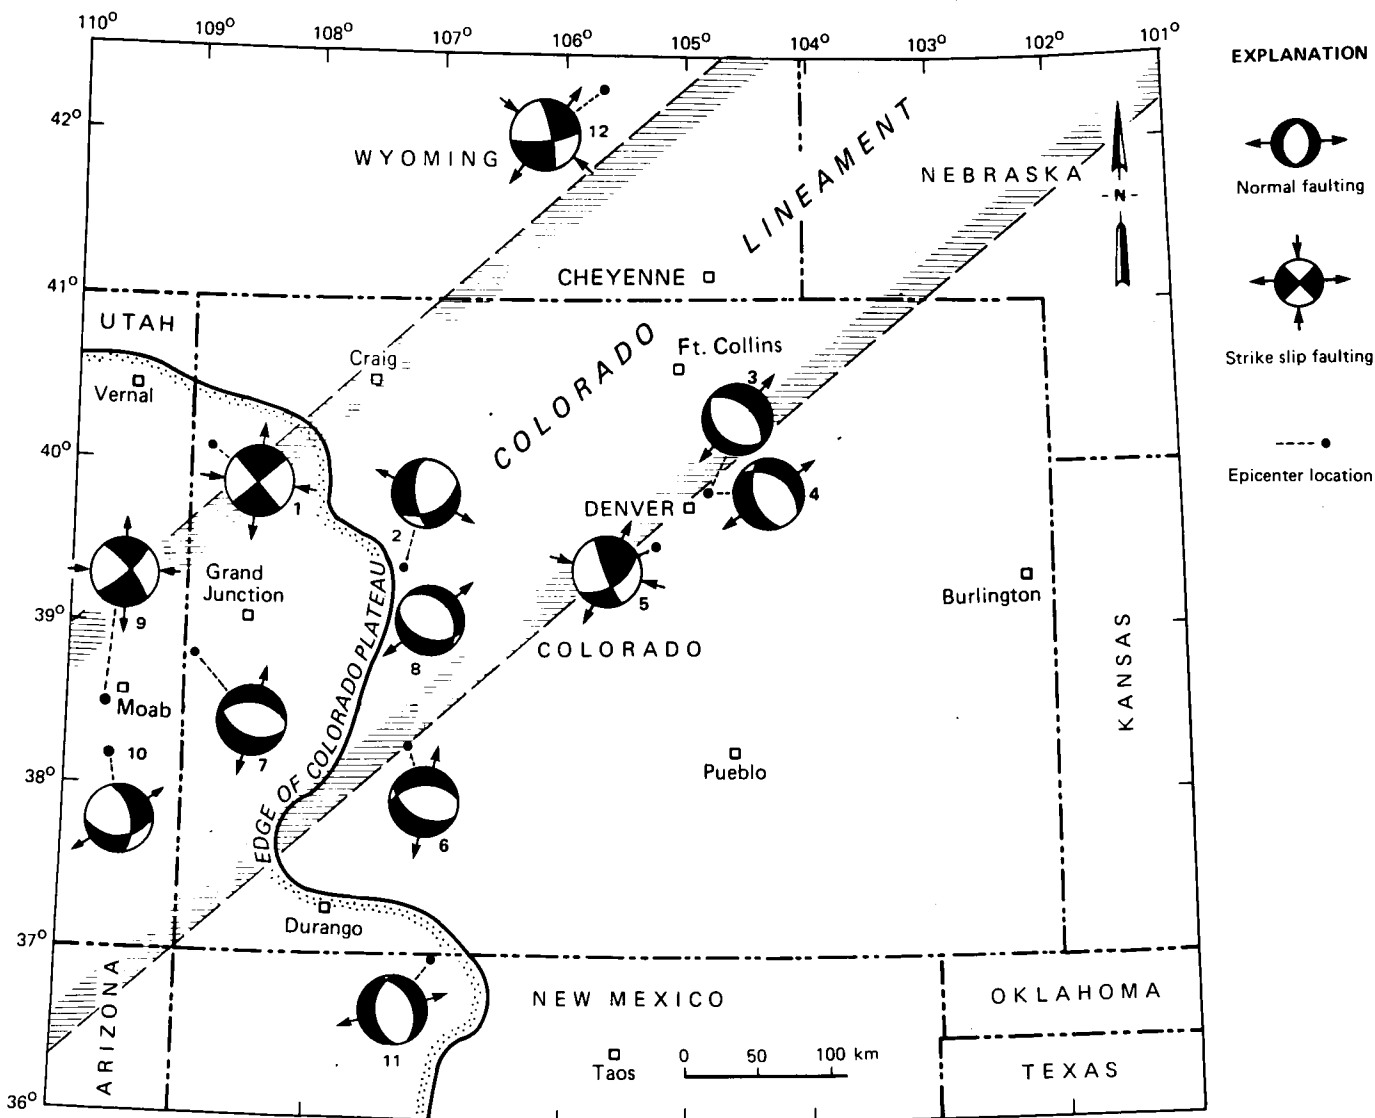 110° 109° 108° 107° 106° 105° 104° 103° 102° 101°
EXPLANATION
42°
12
WYOMING
NEBRASKA
LINEAMENT
- N -
Normal faulting
CHEYENNE
41°
UTAH
Strike slip faulting
COLORADO
Ft. Collins
Craig
Vernal
3
40°
Epicenter location
1
2
DENVER
4
Grand
Junction
Burlington
39°
9
5
8
COLORADO
KANSAS
EDGE OF COLORADO PLATEAU
Moab
10
7
Pueblo
38°
6
Durango
37°
ARIZONA
NEW MEXICO
OKLAHOMA
11
Taos
0 50 100 km
TEXAS
36°